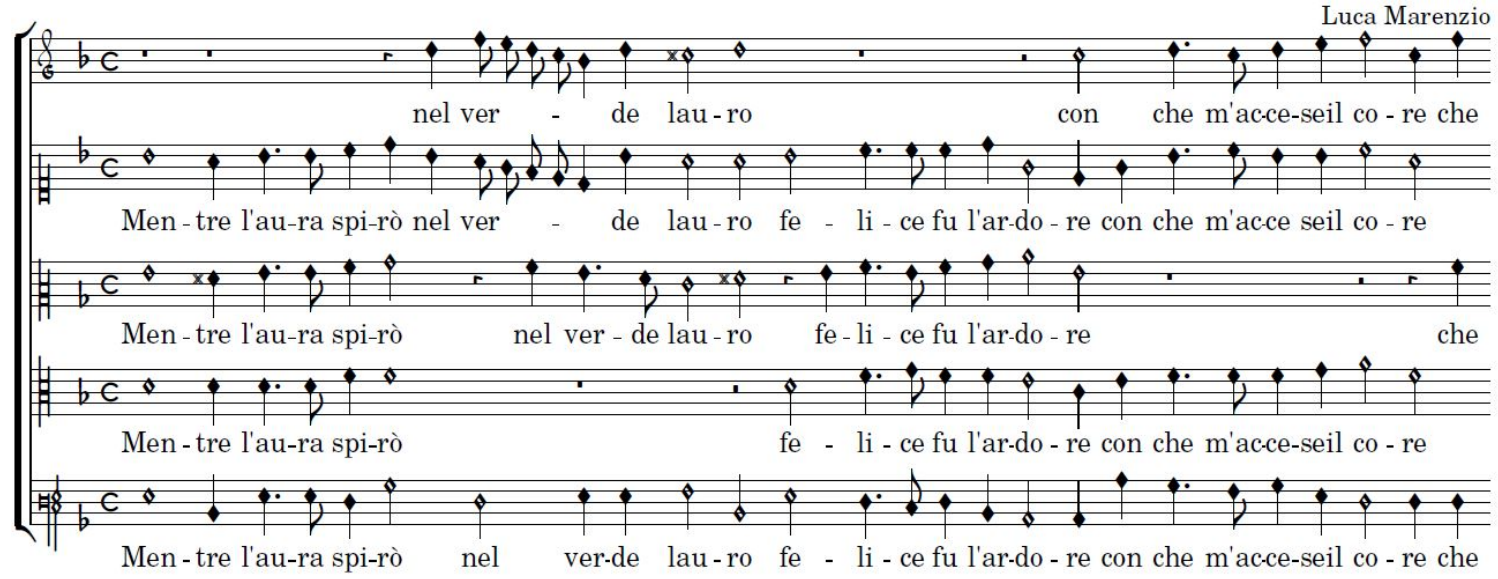 Luca Marenzio
nel ver - de lau - ro con che m'ac-ce-seil co - re che
Men - tre l'au-ra spi-rò nel ver - de lau - ro fe - li - ce fu l'ar-do - re con che m'ac-ce seil co - re
Men - tre l'au-ra spi-rò nel ver - de lau - ro fe - li - ce fu l'ar-do - re che
Men - tre l'au-ra spi-rò fe - li - ce fu l'ar-do - re con che m'ac-ce-seil co - re
Men - tre l'au-ra spi-rò nel ver-de lau - ro fe - li - ce fu l'ar-do - re con che m'ac-ce-seil co - re che